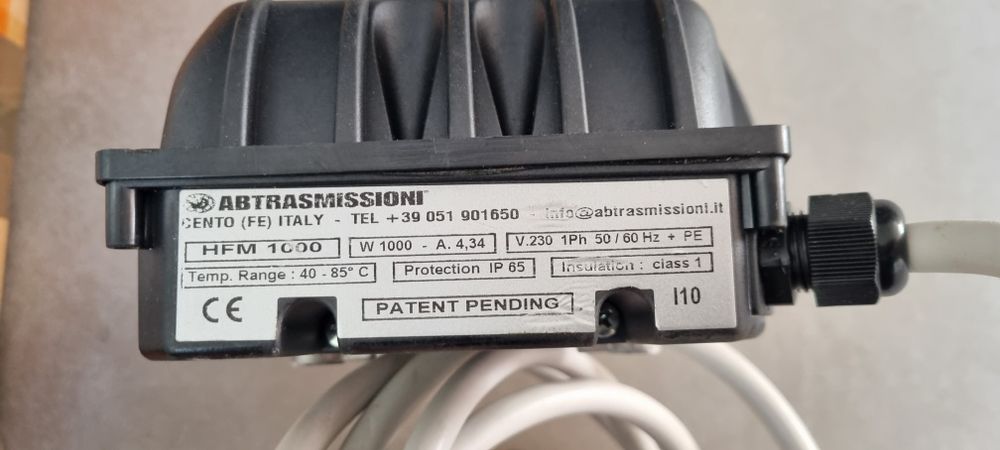 ABTRASMISSIONI
CENTO (FE) ITALY - TEL +39 051 901650 - info@abtrasmissioni.it
HFM 1000 W 1000 - A. 4,34 V.230 1Ph 50/60 Hz + PE
Temp. Range : 40 - 85° C Protection IP 65 Insulation : class 1
CE PATENT PENDING I10